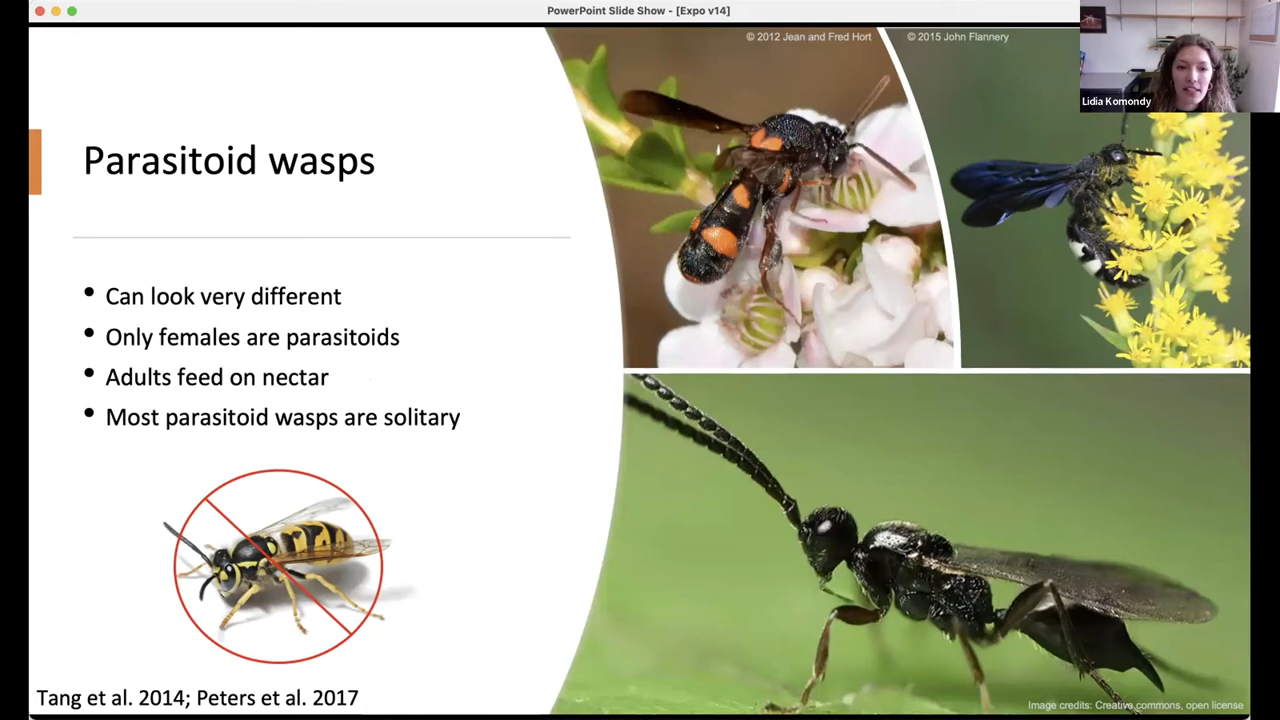 PowerPoint Slide Show - [Expo v14]
© 2012 Jean and Fred Hort
© 2015 John Flannery
Lidia Komondy
Parasitoid wasps
• Can look very different
• Only females are parasitoids
• Adults feed on nectar
• Most parasitoid wasps are solitary
Tang et al. 2014; Peters et al. 2017
Image credits: Creative commons, open license